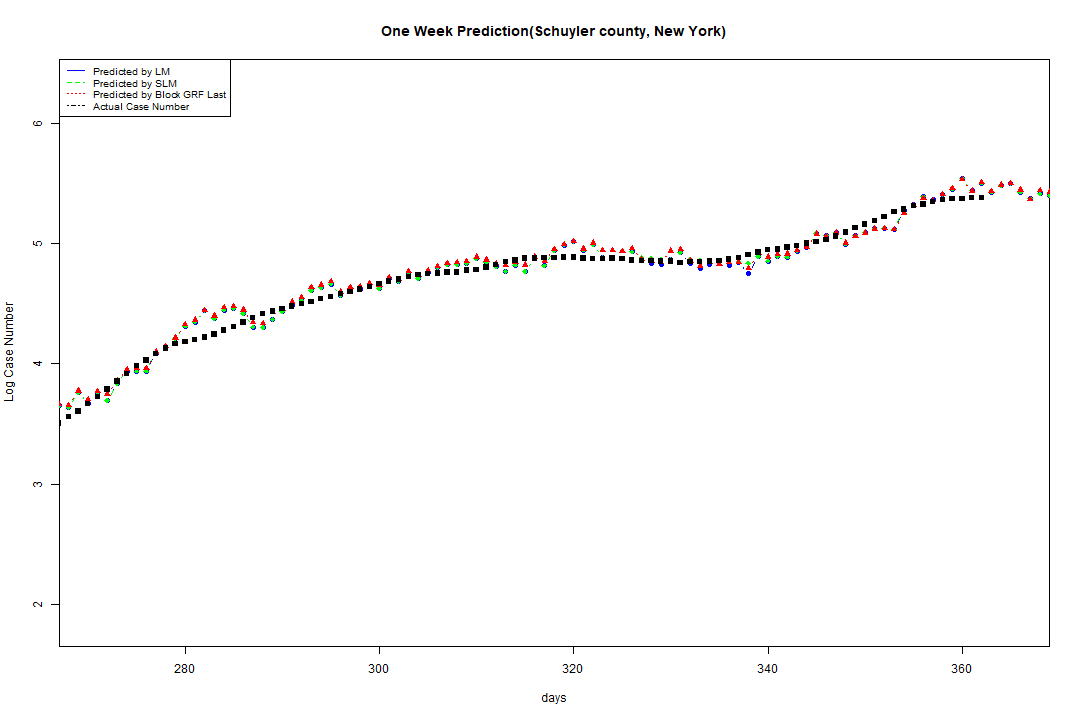 One Week Prediction(Schuyler county, New York)
Predicted by LM
Predicted by SLM
Predicted by Block GRF Last
Actual Case Number
6
5
4
3
2
Log Case Number
280 300 320 340 360
days